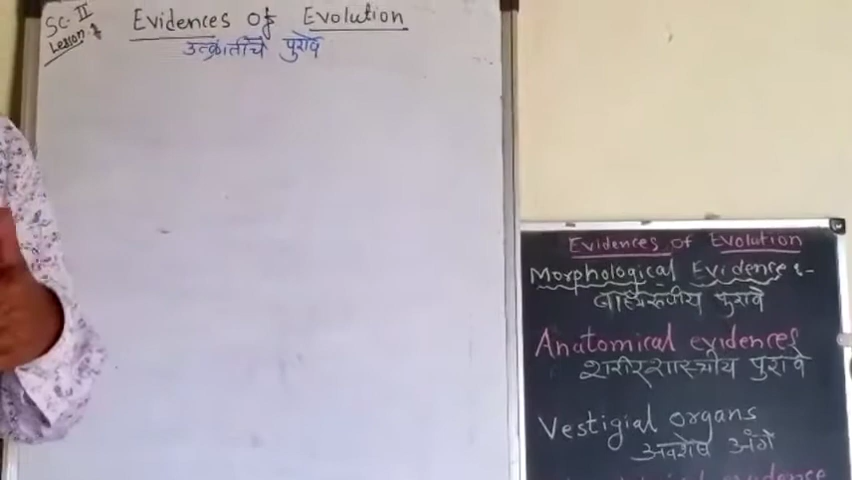 Sc. II
Lesson-1
Evidences of Evolution
उत्क्रांतीचे पुरावे
Evidences of Evolution
Morphological Evidences:-
बाह्यरूपीय पुरावे
Anatomical evidences
शरीरशास्त्रीय पुरावे
Vestigial organs
अवशेष अंगे
evidence